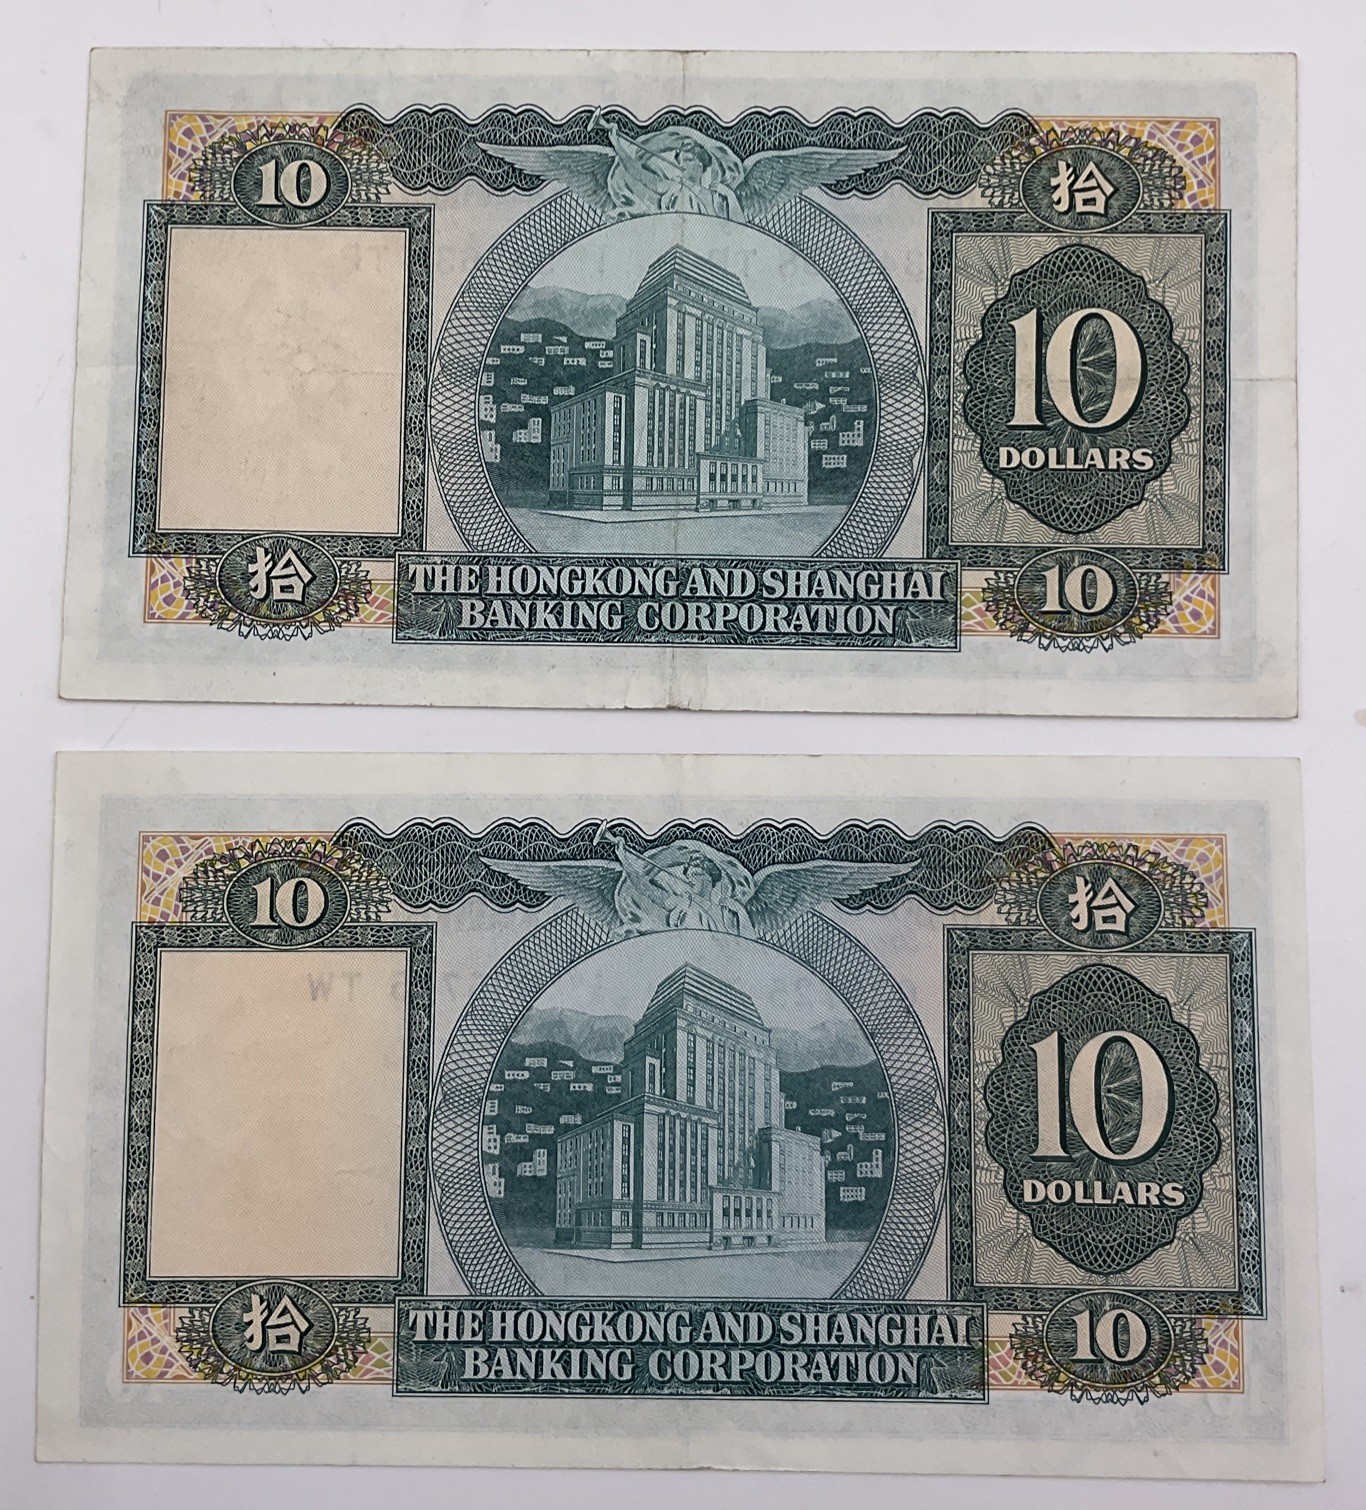 10 拾
10
DOLLARS
拾 10
THE HONGKONG AND SHANGHAI
BANKING CORPORATION
10 拾
10
DOLLARS
拾 10
THE HONGKONG AND SHANGHAI
BANKING CORPORATION